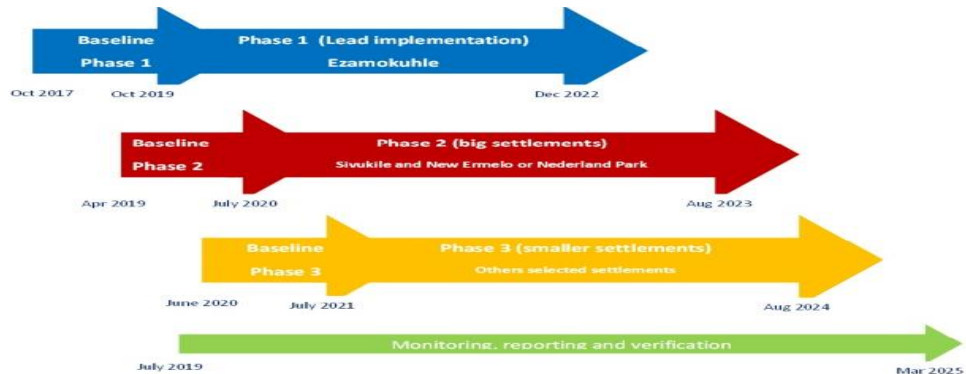 Baseline Phase 1 (Lead implementation)
Phase 1 Ezamokuhle
Oct 2017 Oct 2019 Dec 2022
Baseline Phase 2 (big settlements)
Phase 2 Sivukile and New Ermelo or Nederland Park
Apr 2019 July 2020 Aug 2023
Baseline Phase 3 (smaller settlements)
Phase 3 Others selected settlements
June 2020 July 2021 Aug 2024
Monitoring, reporting and verification
July 2019 Mar 2025